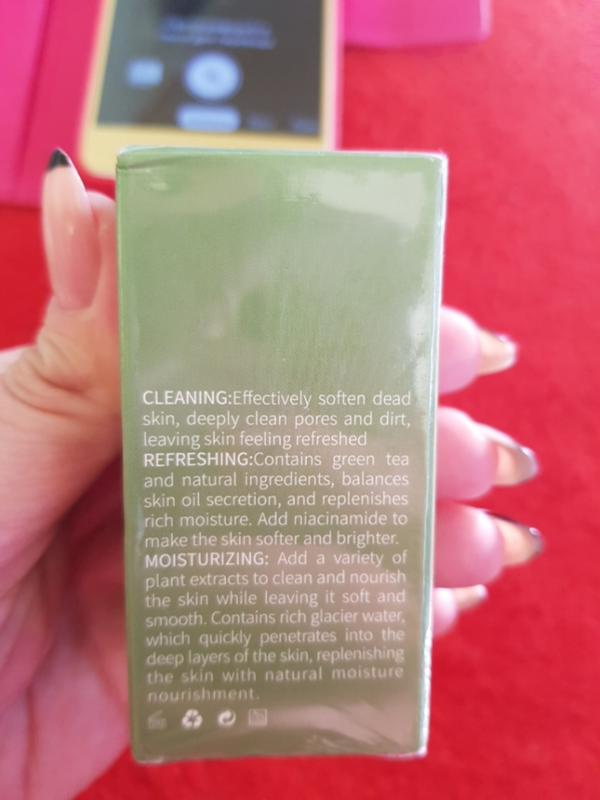 CLEANING:Effectively soften dead
skin, deeply clean pores and dirt,
leaving skin feeling refreshed
REFRESHING:Contains green tea
and natural ingredients, balances
skin oil secretion, and replenishes
rich moisture. Add niacinamide to
make the skin softer and brighter.
MOISTURIZING: Add a variety of
plant extracts to clean and nourish
the skin while leaving it soft and
smooth. Contains rich glacier water,
which quickly penetrates into the
deep layers of the skin, replenishing
the skin with natural moisture
nourishment.